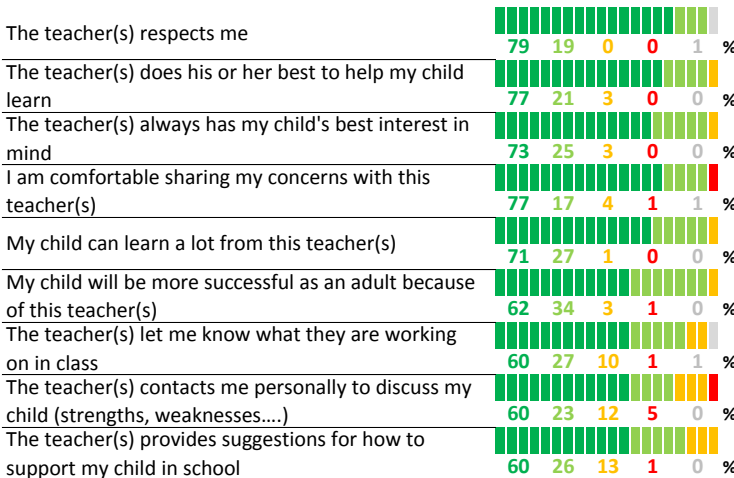 The teacher(s) respects me
79 19 0 0 1 %
The teacher(s) does his or her best to help my child
learn
77 21 3 0 0 %
The teacher(s) always has my child's best interest in
mind
73 25 3 0 0 %
I am comfortable sharing my concerns with this
teacher(s)
77 17 4 1 1 %
My child can learn a lot from this teacher(s)
71 27 1 0 0 %
My child will be more successful as an adult because
of this teacher(s)
62 34 3 1 0 %
The teacher(s) let me know what they are working
on in class
60 27 10 1 1 %
The teacher(s) contacts me personally to discuss my
child (strengths, weaknesses....)
60 23 12 5 0 %
The teacher(s) provides suggestions for how to
support my child in school
60 26 13 1 0 %